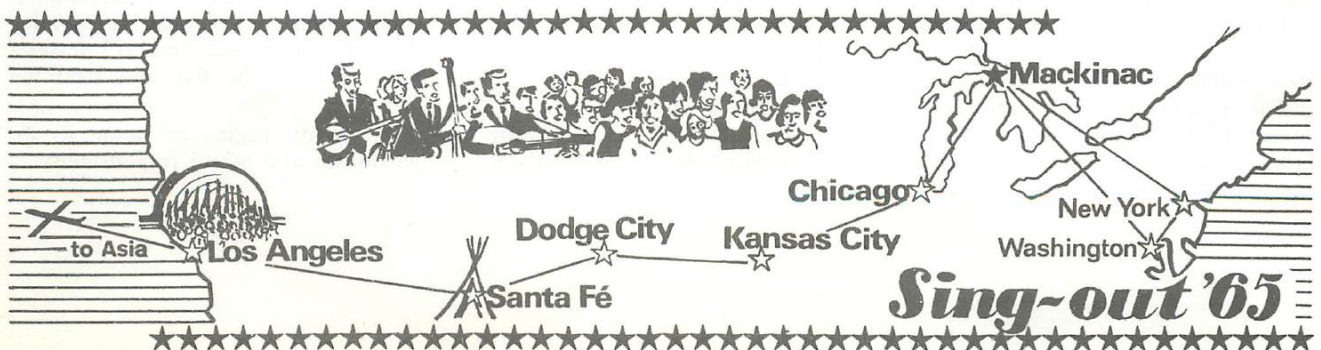 Mackinac
Chicago
New York
Washington
Dodge City
Kansas City
to Asia
Los Angeles
Santa Fé
Sing-out '65